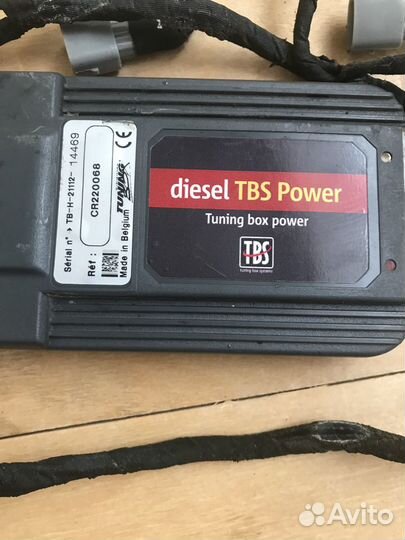 Sérial n° → TB-H-21112- 14469
Réf : CR220068
Made in Belgium
TUNING
CE
diesel TBS Power
Tuning box power
TBS
tuning box systems
Avito